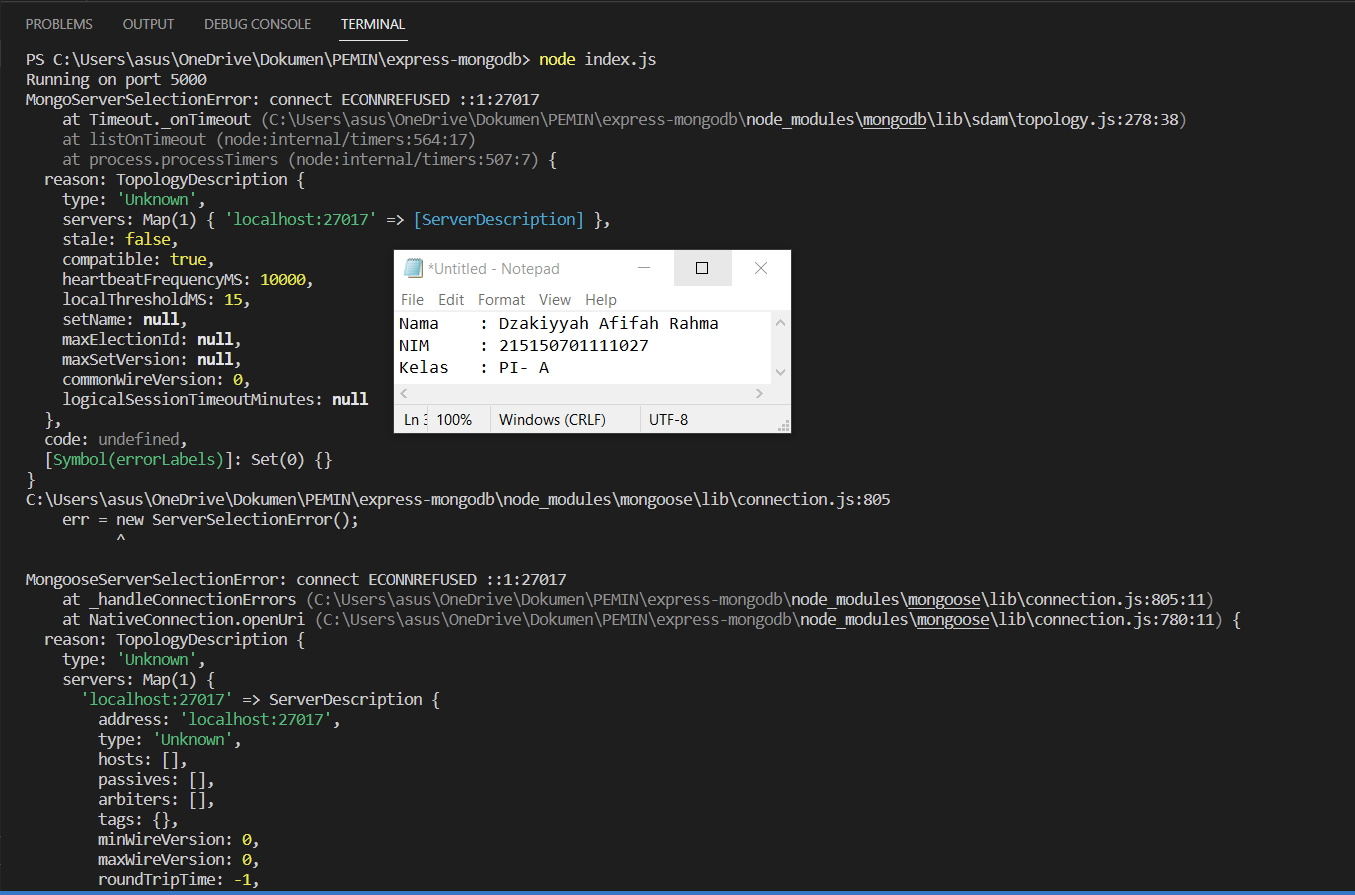 PROBLEMS OUTPUT DEBUG CONSOLE TERMINAL
PS C:\Users\asus\OneDrive\Dokumen\PEMIN\express-mongodb> node index.js
Running on port 5000
MongoServerSelectionError: connect ECONNREFUSED ::1:27017
    at Timeout._onTimeout (C:\Users\asus\OneDrive\Dokumen\PEMIN\express-mongodb\node_modules\mongodb\lib\sdam\topology.js:278:38)
    at listOnTimeout (node:internal/timers:564:17)
    at process.processTimers (node:internal/timers:507:7) {
  reason: TopologyDescription {
    type: 'Unknown',
    servers: Map(1) { 'localhost:27017' => [ServerDescription] },
    stale: false,
    compatible: true,
    heartbeatFrequencyMS: 10000,
    localThresholdMS: 15,
    setName: null,
    maxElectionId: null,
    maxSetVersion: null,
    commonWireVersion: 0,
    logicalSessionTimeoutMinutes: null
  },
  code: undefined,
  [Symbol(errorLabels)]: Set(0) {}
}
*Untitled - Notepad
File Edit Format View Help
Nama : Dzakiyyah Afifah Rahma
NIM : 215150701111027
Kelas : PI- A
Ln 100% Windows (CRLF) UTF-8
C:\Users\asus\OneDrive\Dokumen\PEMIN\express-mongodb\node_modules\mongoose\lib\connection.js:805
    err = new ServerSelectionError();
          ^
MongooseServerSelectionError: connect ECONNREFUSED ::1:27017
    at _handleConnectionErrors (C:\Users\asus\OneDrive\Dokumen\PEMIN\express-mongodb\node_modules\mongoose\lib\connection.js:805:11)
    at NativeConnection.openUri (C:\Users\asus\OneDrive\Dokumen\PEMIN\express-mongodb\node_modules\mongoose\lib\connection.js:780:11) {
  reason: TopologyDescription {
    type: 'Unknown',
    servers: Map(1) {
      'localhost:27017' => ServerDescription {
        address: 'localhost:27017',
        type: 'Unknown',
        hosts: [],
        passives: [],
        arbiters: [],
        tags: {},
        minWireVersion: 0,
        maxWireVersion: 0,
        roundTripTime: -1,